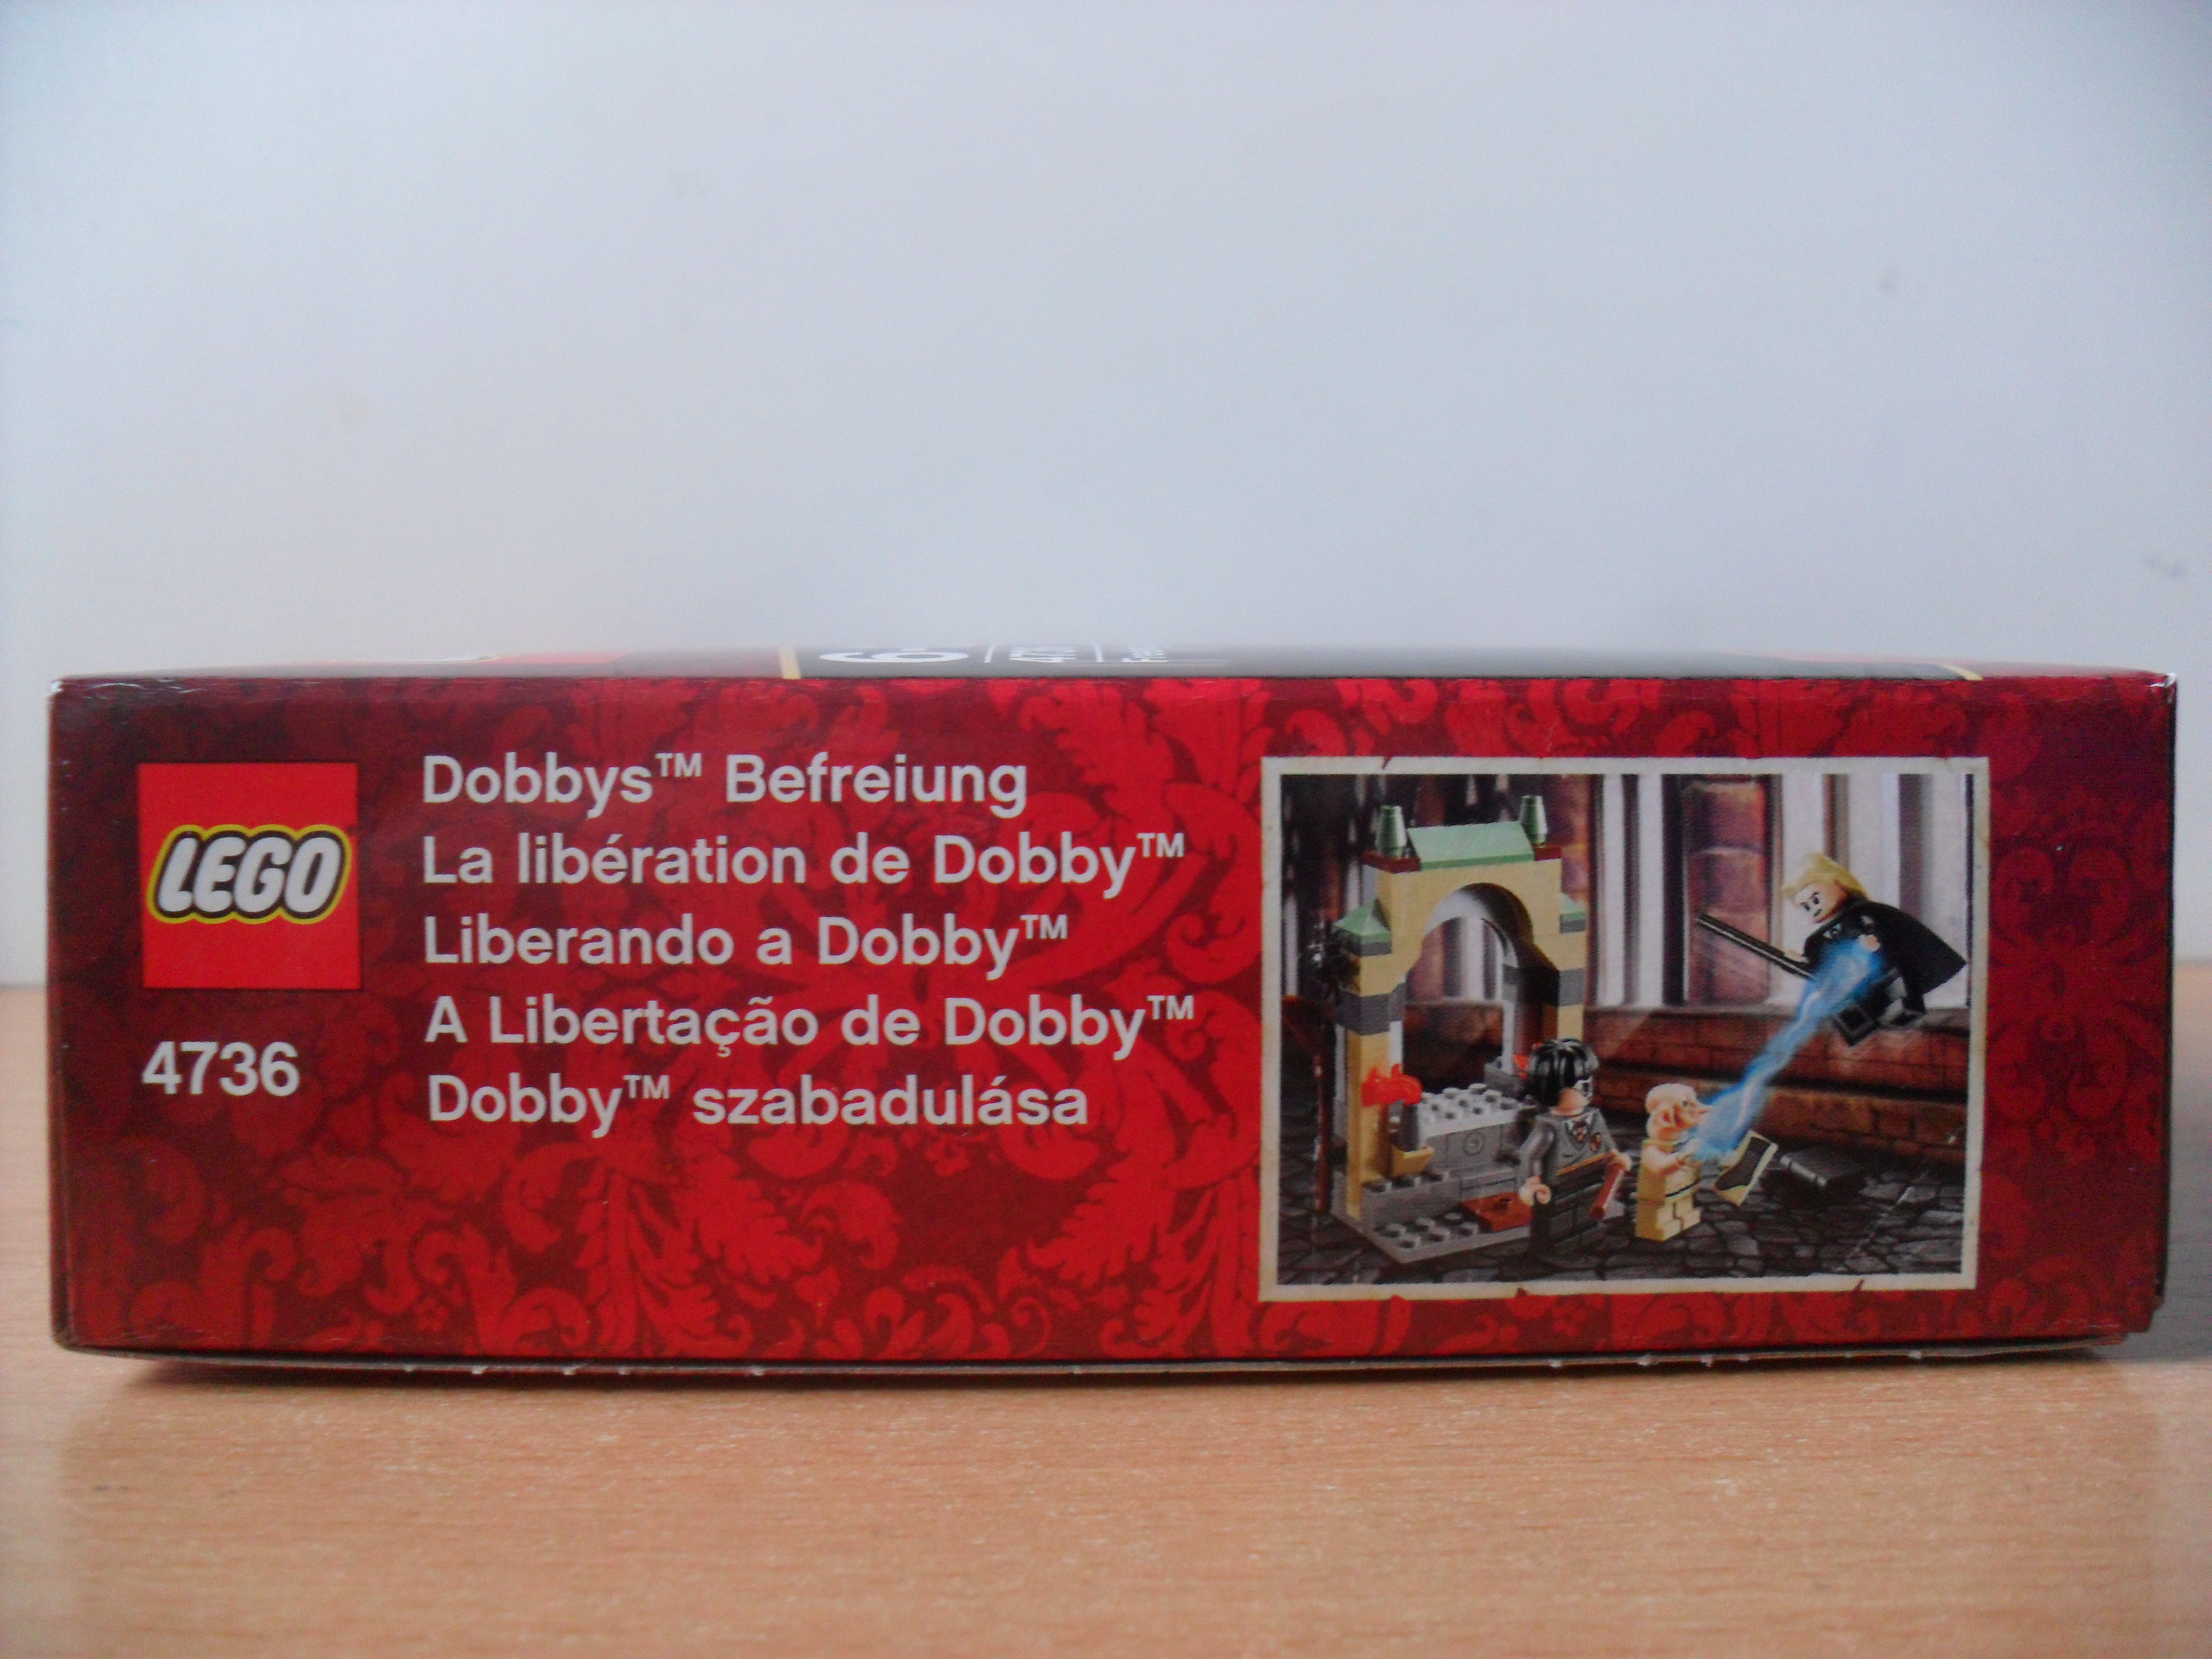 LEGO
4736
Dobbys™ Befreiung
La libération de Dobby™
Liberando a Dobby™
A Libertação de Dobby™
Dobby™ szabadulása